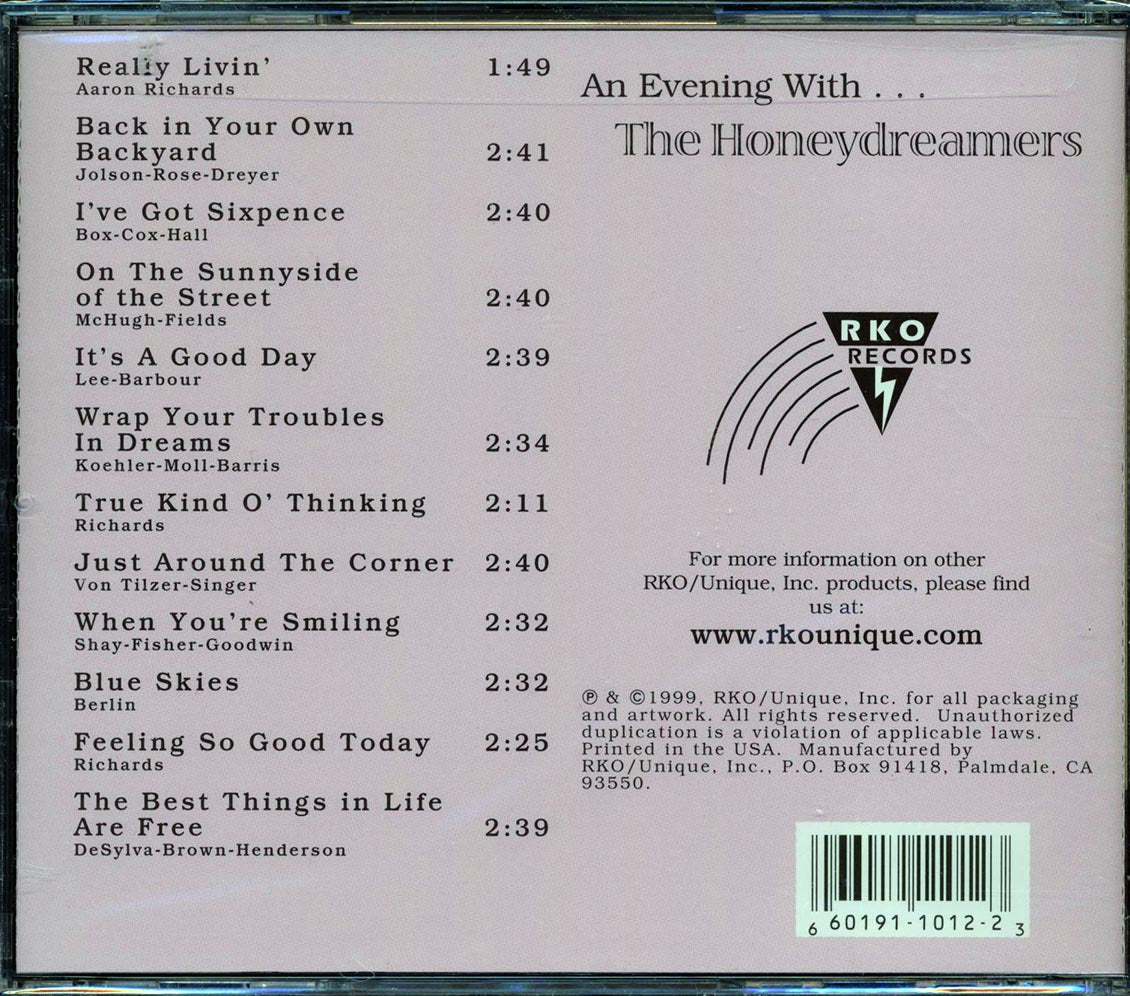 Really Livin' 1:49
Aaron Richards
Back in Your Own
Backyard 2:41
Jolson-Rose-Dreyer
I've Got Sixpence 2:40
Box-Cox-Hall
On The Sunnyside
of the Street 2:40
McHugh-Fields
It's A Good Day 2:39
Lee-Barbour
Wrap Your Troubles
In Dreams 2:34
Koehler-Moll-Barris
True Kind O' Thinking 2:11
Richards
Just Around The Corner 2:40
Von Tilzer-Singer
When You're Smiling 2:32
Shay-Fisher-Goodwin
Blue Skies 2:32
Berlin
Feeling So Good Today 2:25
Richards
The Best Things in Life
Are Free 2:39
DeSylva-Brown-Henderson
An Evening With . . .
The Honeydreamers
RKO
RECORDS
For more information on other
RKO/Unique, Inc. products, please find
us at:
www.rkounique.com
℗ & ©1999, RKO/Unique, Inc. for all packaging
and artwork. All rights reserved. Unauthorized
duplication is a violation of applicable laws.
Printed in the USA. Manufactured by
RKO/Unique, Inc., P.O. Box 91418, Palmdale, CA
93550.
6 60191-1012-2 3